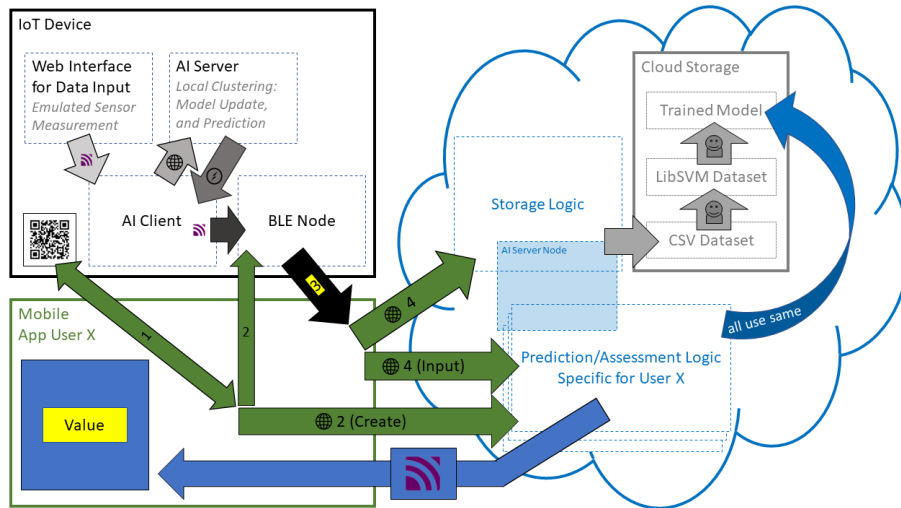 IoT Device
Web Interface
for Data Input
Emulated Sensor
Measurement
AI Server
Local Clustering:
Model Update,
and Prediction
AI Client
BLE Node
Mobile
App User X
Value
1
2
3
4
4 (Input)
2 (Create)
Storage Logic
AI Server Node
Prediction/Assessment Logic
Specific for User X
Cloud Storage
Trained Model
LibSVM Dataset
CSV Dataset
all use same